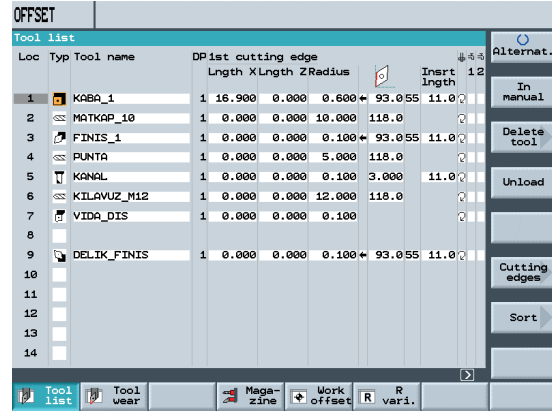 OFFSET
Tool list
Alternat.
Loc Typ Tool name DP 1st cutting edge
Lngth X Lngth Z Radius Insrt lngth 1 2
1 KABA_1 1 16.900 0.000 0.600 ← 93.0 55 11.0
2 MATKAP_10 1 0.000 0.000 10.000 118.0
3 FINIS_1 1 0.000 0.000 0.100 ← 93.0 55 11.0
4 PUNTA 1 0.000 0.000 5.000 118.0
5 KANAL 1 0.000 0.000 0.100 3.000 11.0
6 KILAVUZ_M12 1 0.000 0.000 12.000 118.0
7 VIDA_DIS 1 0.000 0.000 0.100
8
9 DELIK_FINIS 1 0.000 0.000 0.100 ← 93.0 55 11.0
10
11
12
13
14
In
manual
Delete
tool
Unload
Cutting
edges
Sort
Tool
list
Tool
wear
Maga-
zine
Work
offset
R R
vari.